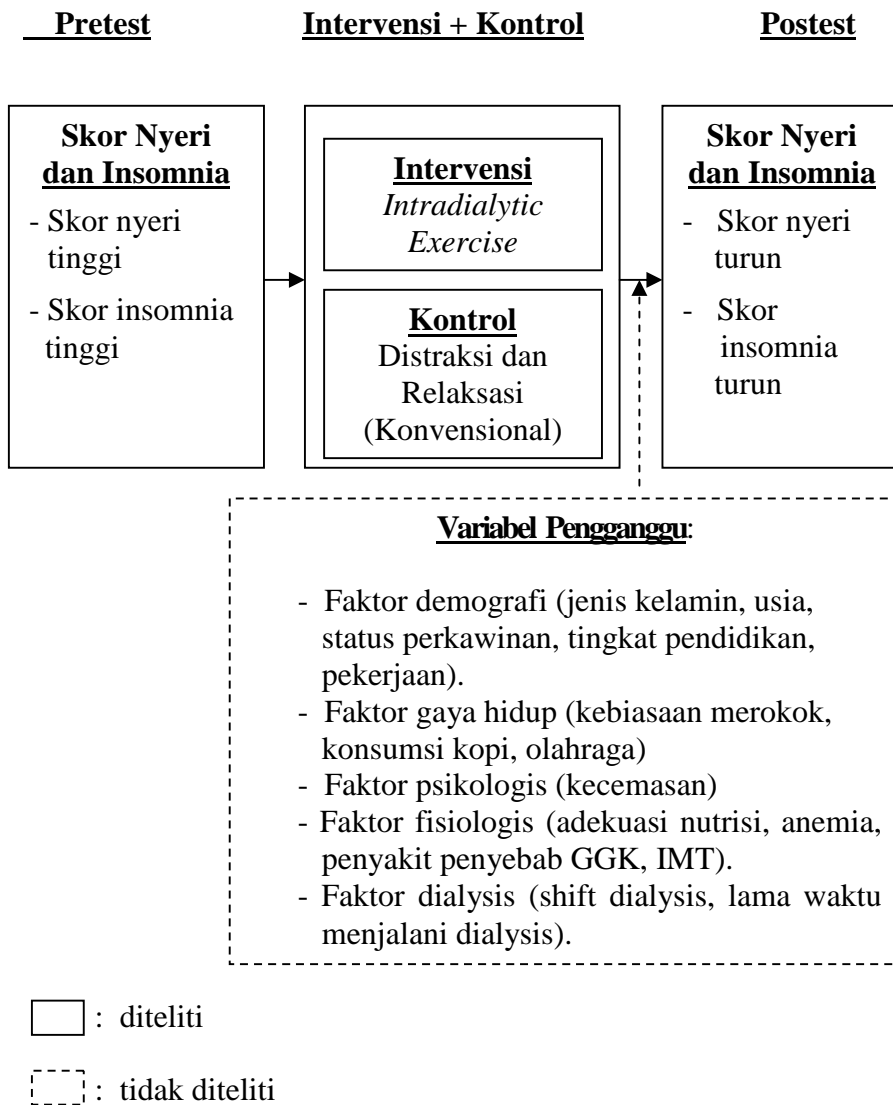 Pretest
Intervensi + Kontrol
Postest
Skor Nyeri
dan Insomnia
- Skor nyeri
tinggi
- Skor insomnia
tinggi
Intervensi
Intradialytic
Exercise
Kontrol
Distraksi dan
Relaksasi
(Konvensional)
Skor Nyeri
dan Insomnia
- Skor nyeri
turun
- Skor
insomnia
turun
Variabel Pengganggu:
- Faktor demografi (jenis kelamin, usia,
status perkawinan, tingkat pendidikan,
pekerjaan).
- Faktor gaya hidup (kebiasaan merokok,
konsumsi kopi, olahraga)
- Faktor psikologis (kecemasan)
- Faktor fisiologis (adekuasi nutrisi, anemia,
penyakit penyebab GGK, IMT).
- Faktor dialysis (shift dialysis, lama waktu
menjalani dialysis).
: diteliti
: tidak diteliti